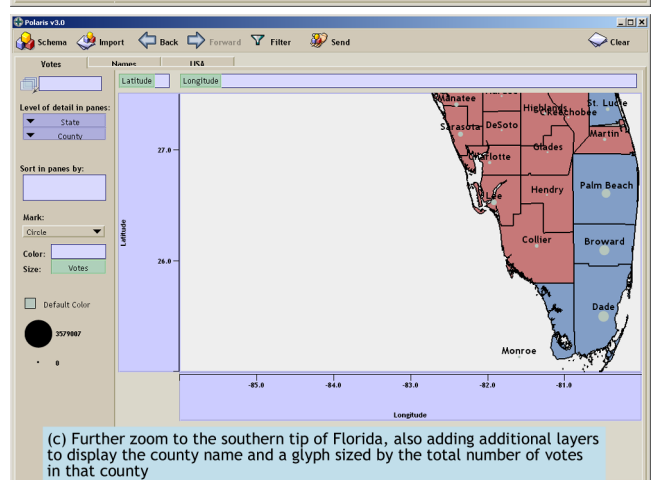 Polaris v3.0
Schema Import Back Forward Filter Send Clear
Votes Names USA
Latitude Longitude
Level of detail in panes:
State
County
Sort in panes by:
Mark:
Circle
Color:
Size: Votes
Default Color
3579007
0
Latitude
27.0
26.0
Manatee
Highlands
Okeechobee
St. Lucie
Sarasota
DeSoto
Martin
Charlotte
Glades
Lee
Hendry
Palm Beach
Collier
Broward
Dade
Monroe
-85.0 -84.0 -83.0 -82.0 -81.0
Longitude
(c) Further zoom to the southern tip of Florida, also adding additional layers
to display the county name and a glyph sized by the total number of votes
in that county